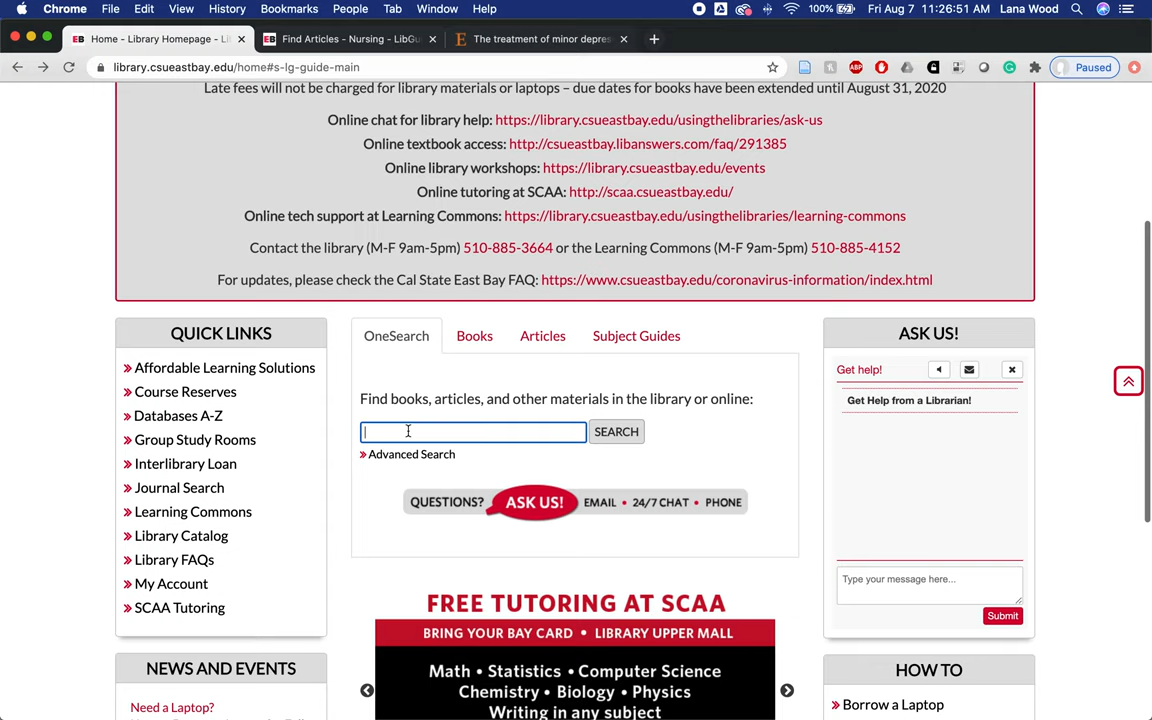 Chrome File Edit View History Bookmarks People Tab Window Help 100% Fri Aug 7 11:26:51 AM Lana Wood
EB Home - Library Homepage - Li × EB Find Articles - Nursing - LibGu × E The treatment of minor depres × +
library.csueastbay.edu/home#s-lg-guide-main ABP Paused
Late fees will not be charged for library materials or laptops – due dates for books have been extended until August 31, 2020
Online chat for library help: https://library.csueastbay.edu/usingthelibraries/ask-us
Online textbook access: http://csueastbay.libanswers.com/faq/291385
Online library workshops: https://library.csueastbay.edu/events
Online tutoring at SCAA: http://scaa.csueastbay.edu/
Online tech support at Learning Commons: https://library.csueastbay.edu/usingthelibraries/learning-commons
Contact the library (M-F 9am-5pm) 510-885-3664 or the Learning Commons (M-F 9am-5pm) 510-885-4152
For updates, please check the Cal State East Bay FAQ: https://www.csueastbay.edu/coronavirus-information/index.html
QUICK LINKS
» Affordable Learning Solutions
» Course Reserves
» Databases A-Z
» Group Study Rooms
» Interlibrary Loan
» Journal Search
» Learning Commons
» Library Catalog
» Library FAQs
» My Account
» SCAA Tutoring
NEWS AND EVENTS
Need a Laptop?
OneSearch Books Articles Subject Guides
Find books, articles, and other materials in the library or online:
SEARCH
» Advanced Search
QUESTIONS? ASK US! EMAIL • 24/7 CHAT • PHONE
FREE TUTORING AT SCAA
BRING YOUR BAY CARD • LIBRARY UPPER MALL
Math • Statistics • Computer Science
Chemistry • Biology • Physics
Writing in any subject
ASK US!
Get help!
Get Help from a Librarian!
Type your message here...
Submit
HOW TO
» Borrow a Laptop